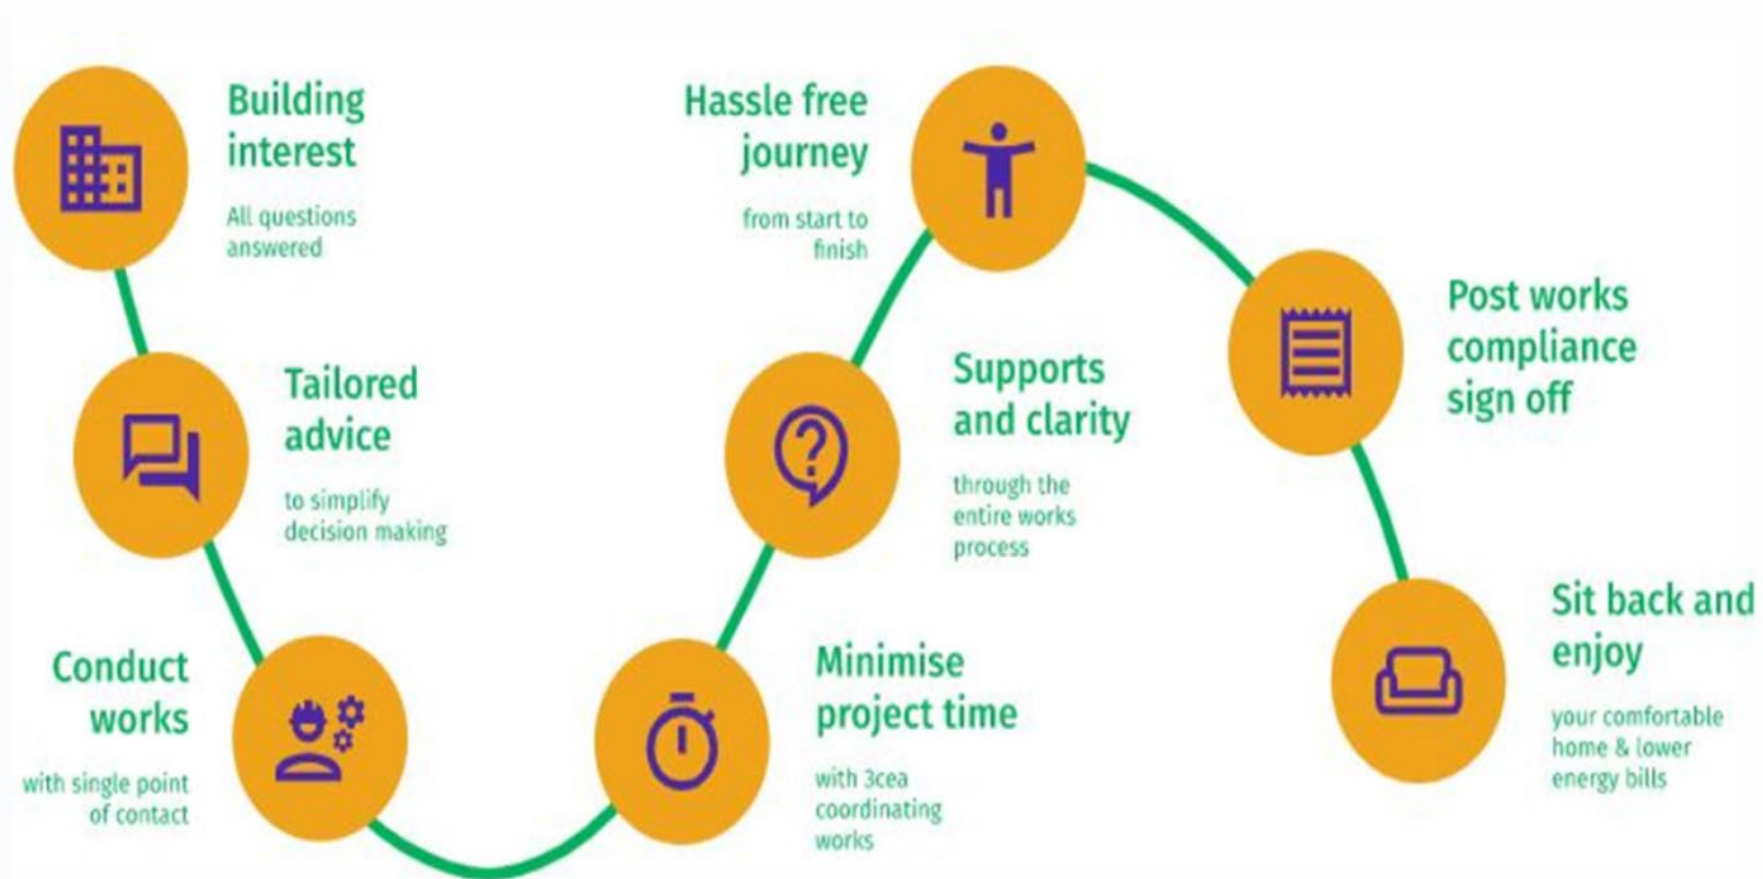 Building
interest
All questions
answered
Tailored
advice
to simplify
decision making
Conduct
works
with single point
of contact
Minimise
project time
with 3cea
coordinating
works
Supports
and clarity
through the
entire works
process
Hassle free
journey
from start to
finish
Post works
compliance
sign off
Sit back and
enjoy
your comfortable
home & lower
energy bills